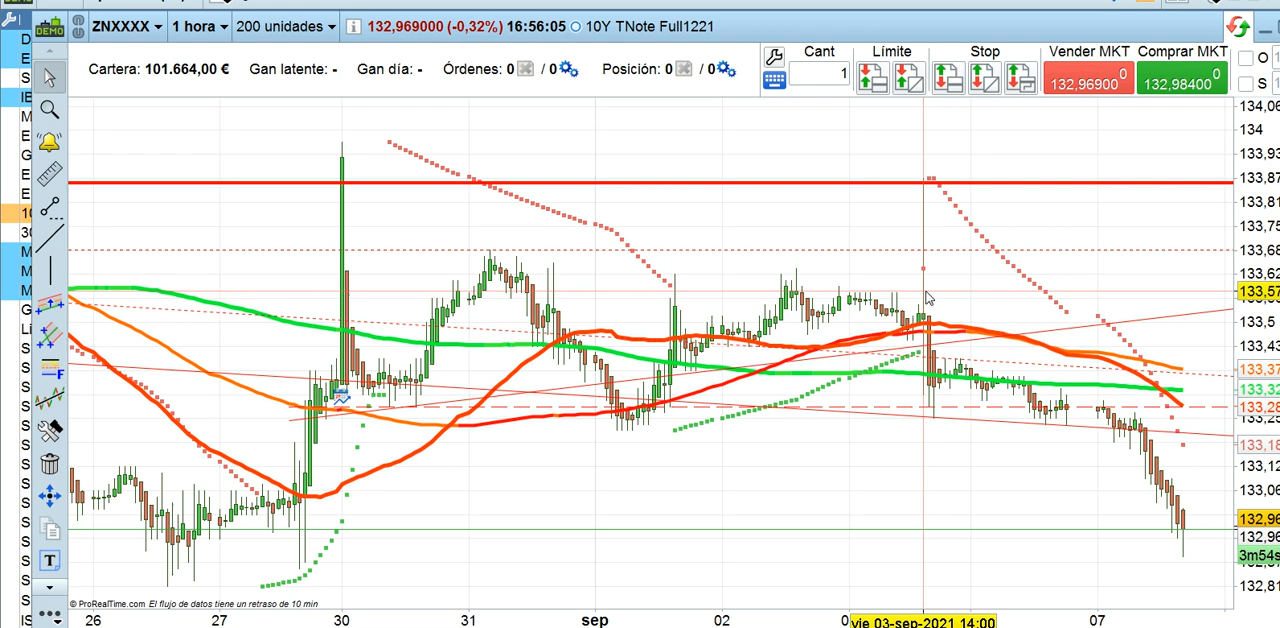 DEMO ZNXXXX 1 hora 200 unidades 132,969000 (-0,32%) 16:56:05 10Y TNote Full1221
Cartera: 101.664,00 € Gan latente: - Gan día: - Órdenes: 0 / 0 Posición: 0 / 0
Cant Límite Stop Vender MKT Comprar MKT
1 132,96900 0 132,98400 0
134,06
134
133,93
133,87
133,81
133,75
133,68
133,62
133,57
133,5
133,43
133,37
133,32
133,28
133,18
133,12
133,06
132,96
132,96
3m54s
132,81
F
T
© ProRealTime.com El flujo de datos tiene un retraso de 10 min
26 27 30 31 sep 02 vie 03-sep-2021 14:00 07